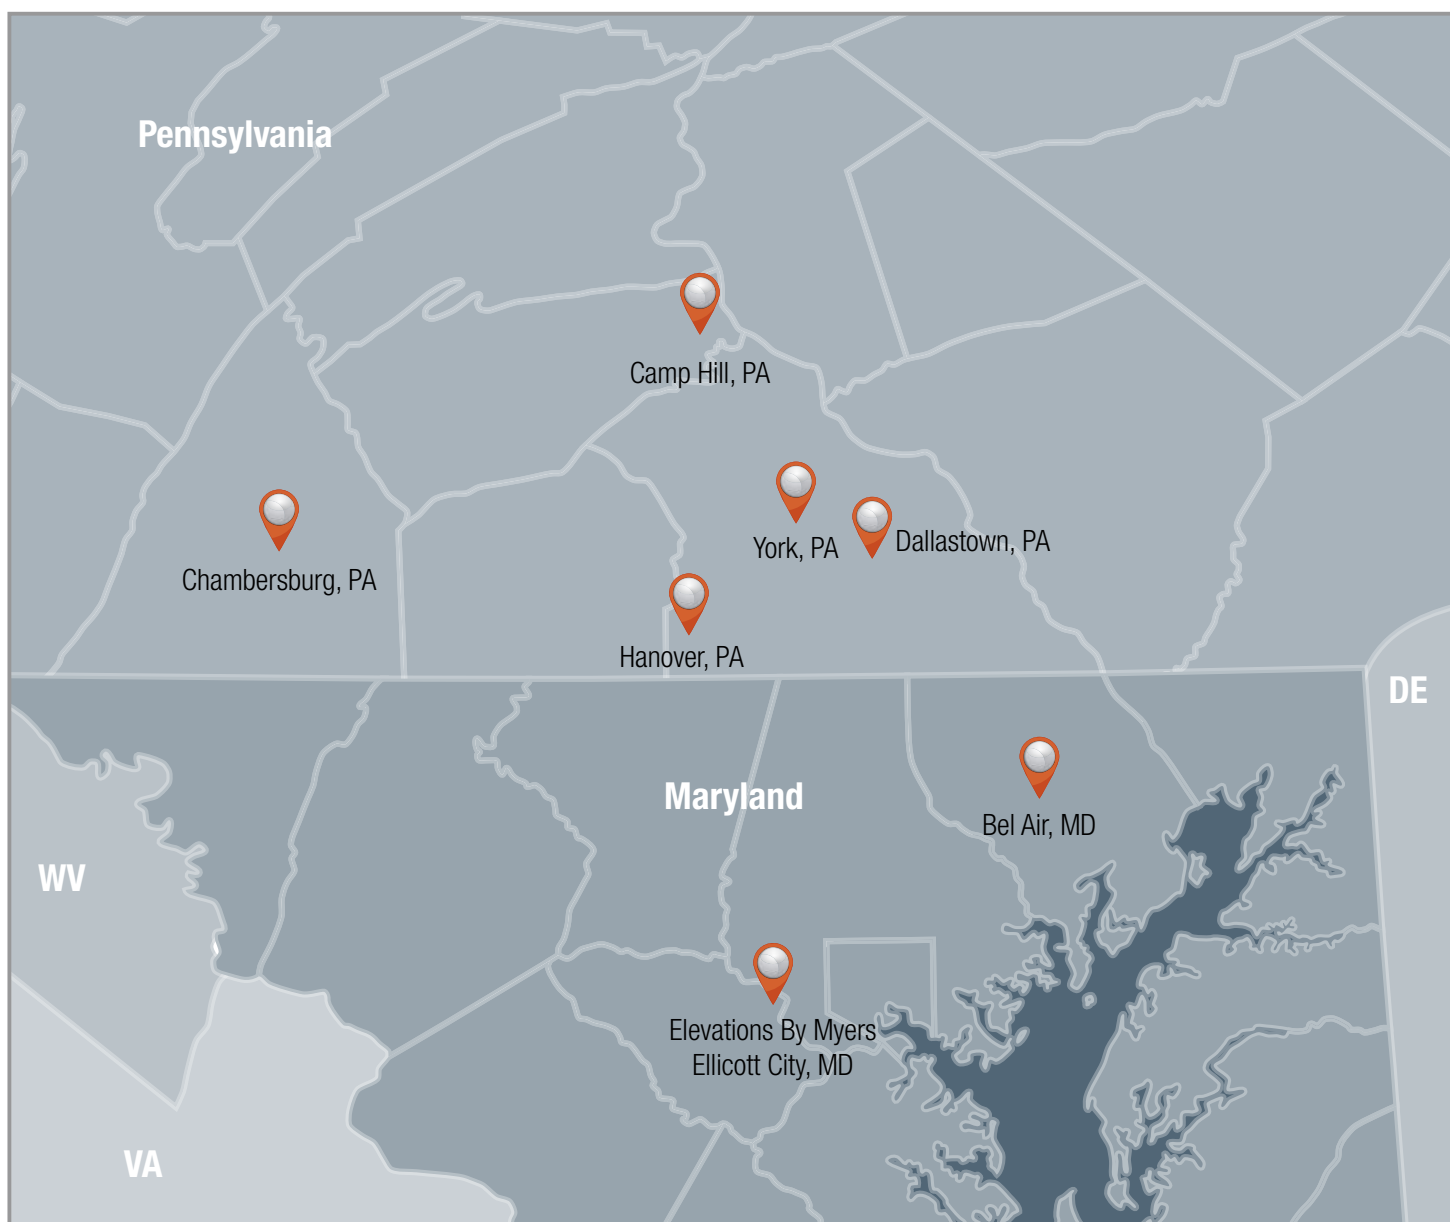 Pennsylvania
Camp Hill, PA
York, PA
Dallastown, PA
Chambersburg, PA
Hanover, PA
DE
Maryland
Bel Air, MD
WV
Elevations By Myers
Ellicott City, MD
VA